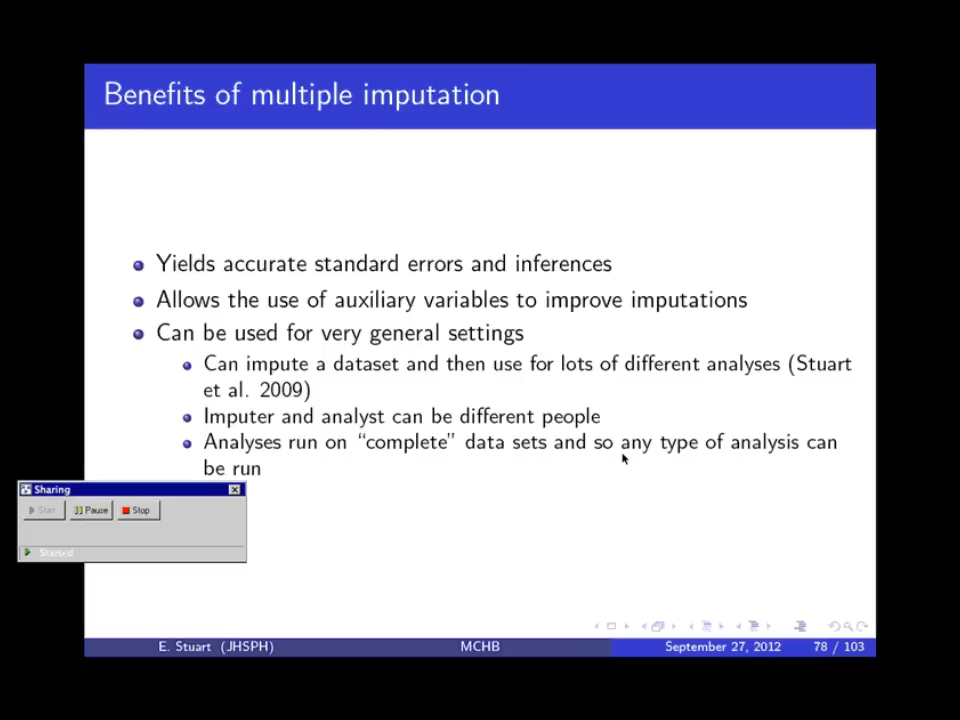 Benefits of multiple imputation
Yields accurate standard errors and inferences
Allows the use of auxiliary variables to improve imputations
Can be used for very general settings
Can impute a dataset and then use for lots of different analyses (Stuart
et al. 2009)
Imputer and analyst can be different people
Analyses run on “complete” data sets and so any type of analysis can
be run
Sharing
Start Pause Stop
Started
E. Stuart (JHSPH) MCHB September 27, 2012 78 / 103